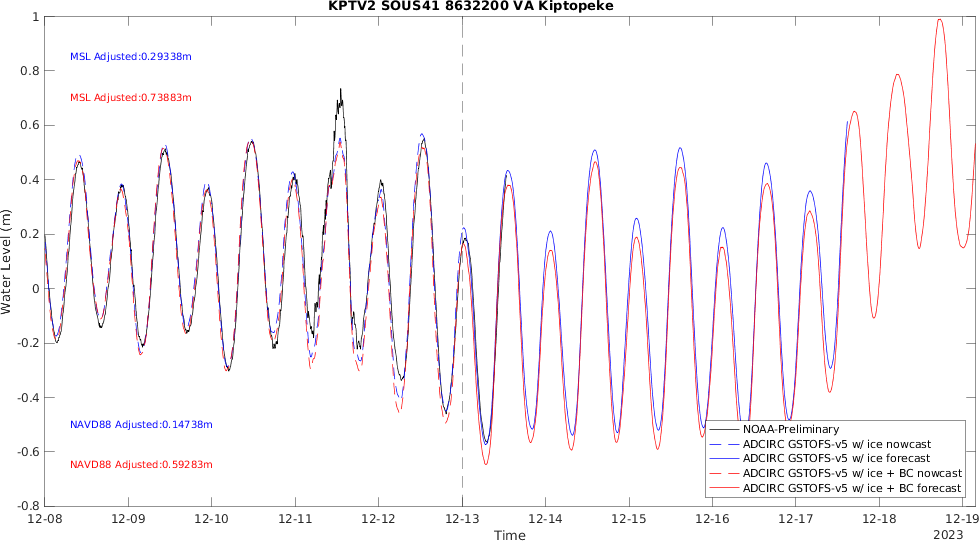 KPTV2 SOUS41 8632200 VA Kiptopeke
1
0.8
0.6
0.4
0.2
0
-0.2
-0.4
-0.6
-0.8
Water Level (m)
MSL Adjusted:0.29338m
MSL Adjusted:0.73883m
NAVD88 Adjusted:0.14738m
NAVD88 Adjusted:0.59283m
NOAA-Preliminary
ADCIRC GSTOFS-v5 w/ ice nowcast
ADCIRC GSTOFS-v5 w/ ice forecast
ADCIRC GSTOFS-v5 w/ ice + BC nowcast
ADCIRC GSTOFS-v5 w/ ice + BC forecast
12-08 12-09 12-10 12-11 12-12 12-13 12-14 12-15 12-16 12-17 12-18 12-19
Time
2023